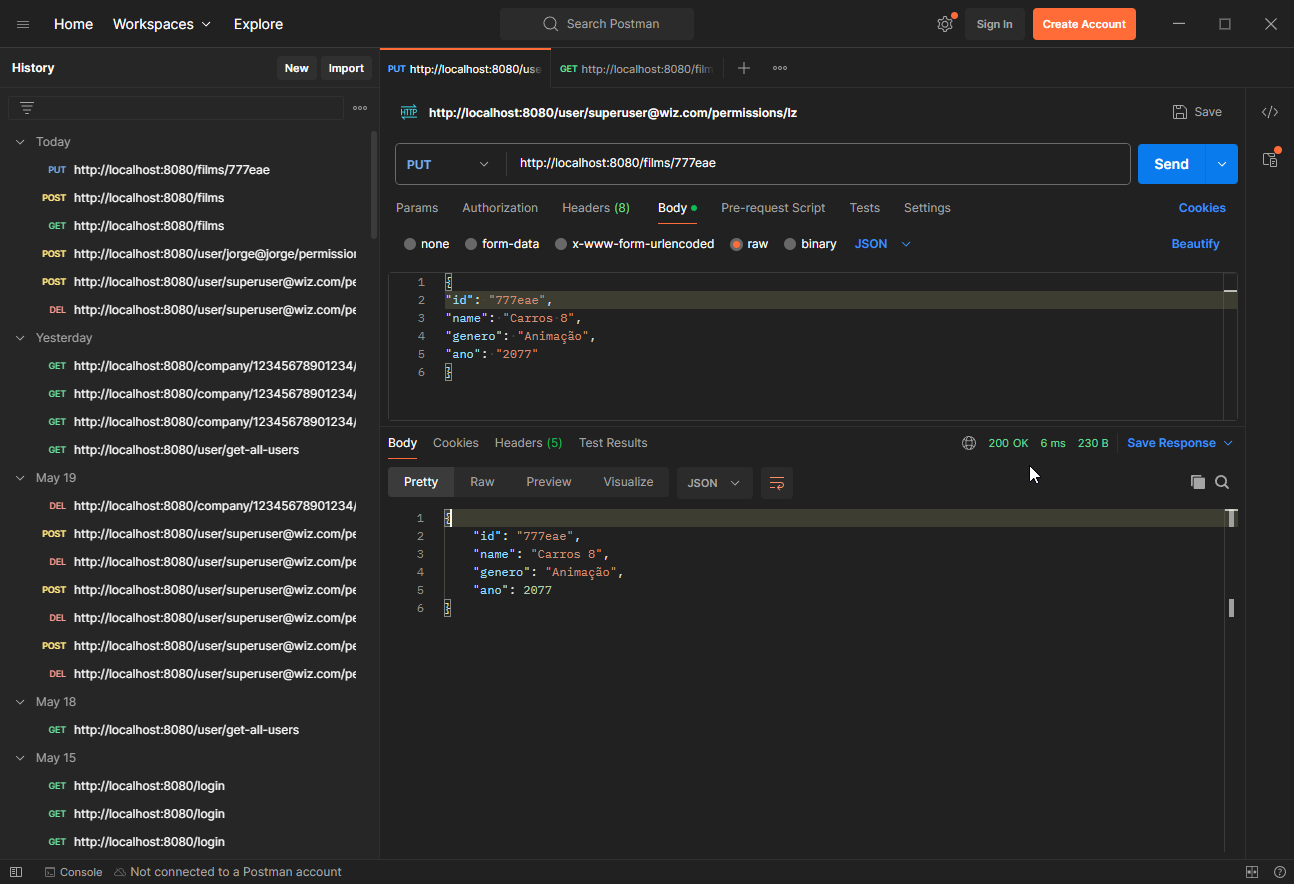 Home Workspaces Explore Search Postman Sign In Create Account
History New Import
Today
PUT http://localhost:8080/films/777eae
POST http://localhost:8080/films
GET http://localhost:8080/films
POST http://localhost:8080/user/jorge@jorge/permission
POST http://localhost:8080/user/superuser@wiz.com/pe
DEL http://localhost:8080/user/superuser@wiz.com/pe
Yesterday
GET http://localhost:8080/company/12345678901234/
GET http://localhost:8080/company/12345678901234/
GET http://localhost:8080/company/12345678901234/
GET http://localhost:8080/user/get-all-users
May 19
DEL http://localhost:8080/company/12345678901234/
POST http://localhost:8080/user/superuser@wiz.com/pe
DEL http://localhost:8080/user/superuser@wiz.com/pe
POST http://localhost:8080/user/superuser@wiz.com/pe
DEL http://localhost:8080/user/superuser@wiz.com/pe
POST http://localhost:8080/user/superuser@wiz.com/pe
DEL http://localhost:8080/user/superuser@wiz.com/pe
May 18
GET http://localhost:8080/user/get-all-users
May 15
GET http://localhost:8080/login
GET http://localhost:8080/login
GET http://localhost:8080/login
PUT http://localhost:8080/use GET http://localhost:8080/film
HTTP http://localhost:8080/user/superuser@wiz.com/permissions/lz Save
PUT http://localhost:8080/films/777eae Send
Params Authorization Headers (8) Body Pre-request Script Tests Settings Cookies
none form-data x-www-form-urlencoded raw binary JSON Beautify
1 {
2 "id": "777eae",
3 "name": "Carros 8",
4 "genero": "Animação",
5 "ano": "2077"
6 }
Body Cookies Headers (5) Test Results 200 OK 6 ms 230 B Save Response
Pretty Raw Preview Visualize JSON
1 {
2 "id": "777eae",
3 "name": "Carros 8",
4 "genero": "Animação",
5 "ano": 2077
6 }
Console Not connected to a Postman account